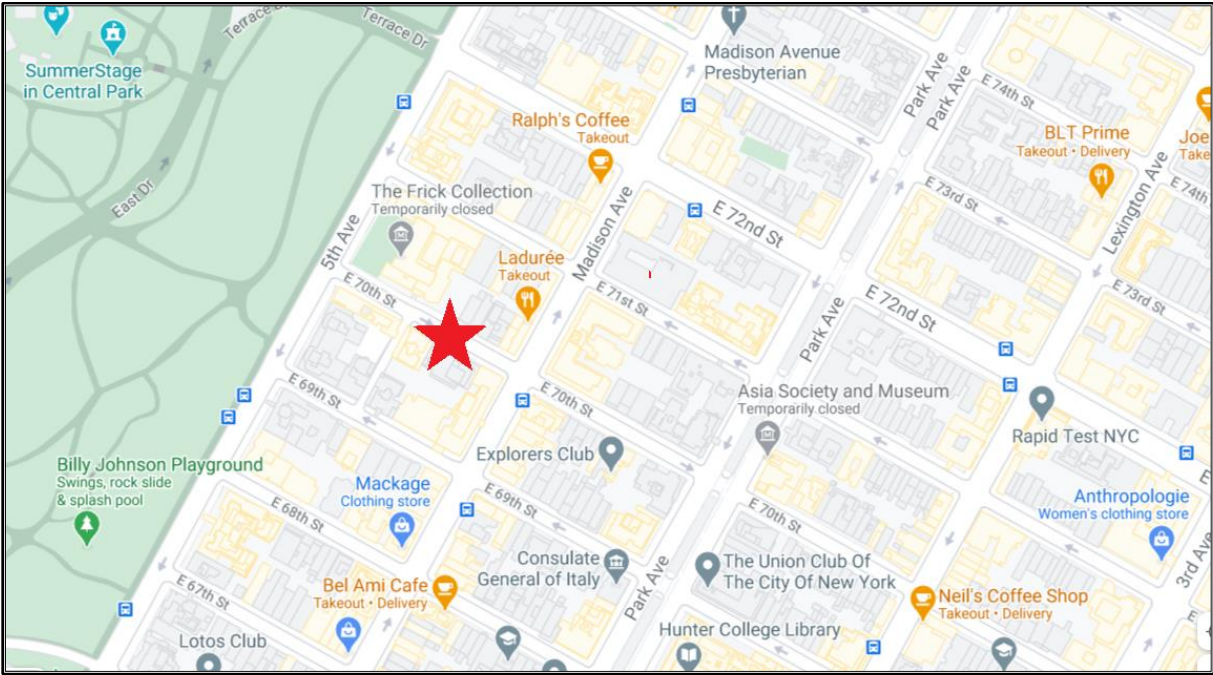 Terrace Dr
Terrace Dr
SummerStage
in Central Park
Madison Avenue
Presbyterian
Park Ave
Park Ave
E 74th St
Ralph's Coffee
Takeout
BLT Prime
Takeout • Delivery
Joe
Take
East Dr
The Frick Collection
Temporarily closed
E 73rd St
Lexington Ave
E 74th
5th Ave
Madison Ave
E 72nd St
Ladurée
Takeout
E 70th St
E 71st St
Park Ave
E 72nd St
E 73rd St
E 69th St
E 70th St
Asia Society and Museum
Temporarily closed
Rapid Test NYC
Explorers Club
Billy Johnson Playground
Swings, rock slide
& splash pool
Mackage
Clothing store
E 69th St
E 68th St
E 70th St
Anthropologie
Women's clothing store
3rd Ave
Consulate
General of Italy
Park Ave
The Union Club Of
The City Of New York
E 67th St
Bel Ami Cafe
Takeout • Delivery
Neil's Coffee Shop
Takeout • Delivery
Lotos Club
Hunter College Library